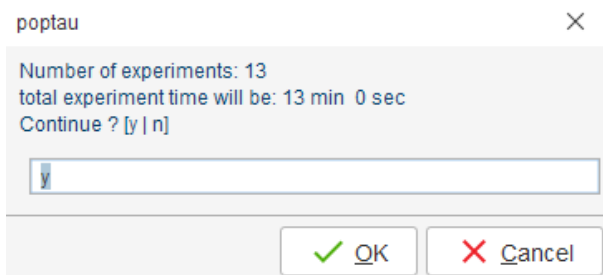 poptau
Number of experiments: 13
total experiment time will be: 13 min 0 sec
Continue ? [y | n]
y
OK
Cancel